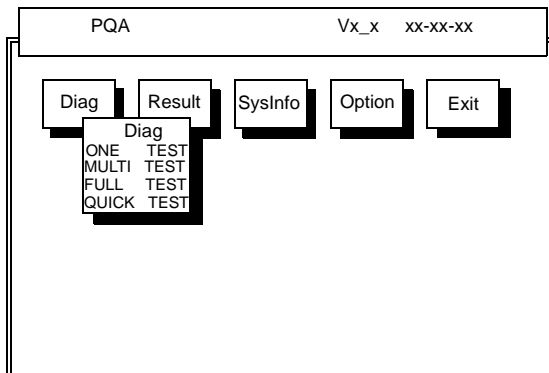 PQA Vx_x xx-xx-xx
Diag Result SysInfo Option Exit
Diag
ONE TEST
MULTI TEST
FULL TEST
QUICK TEST